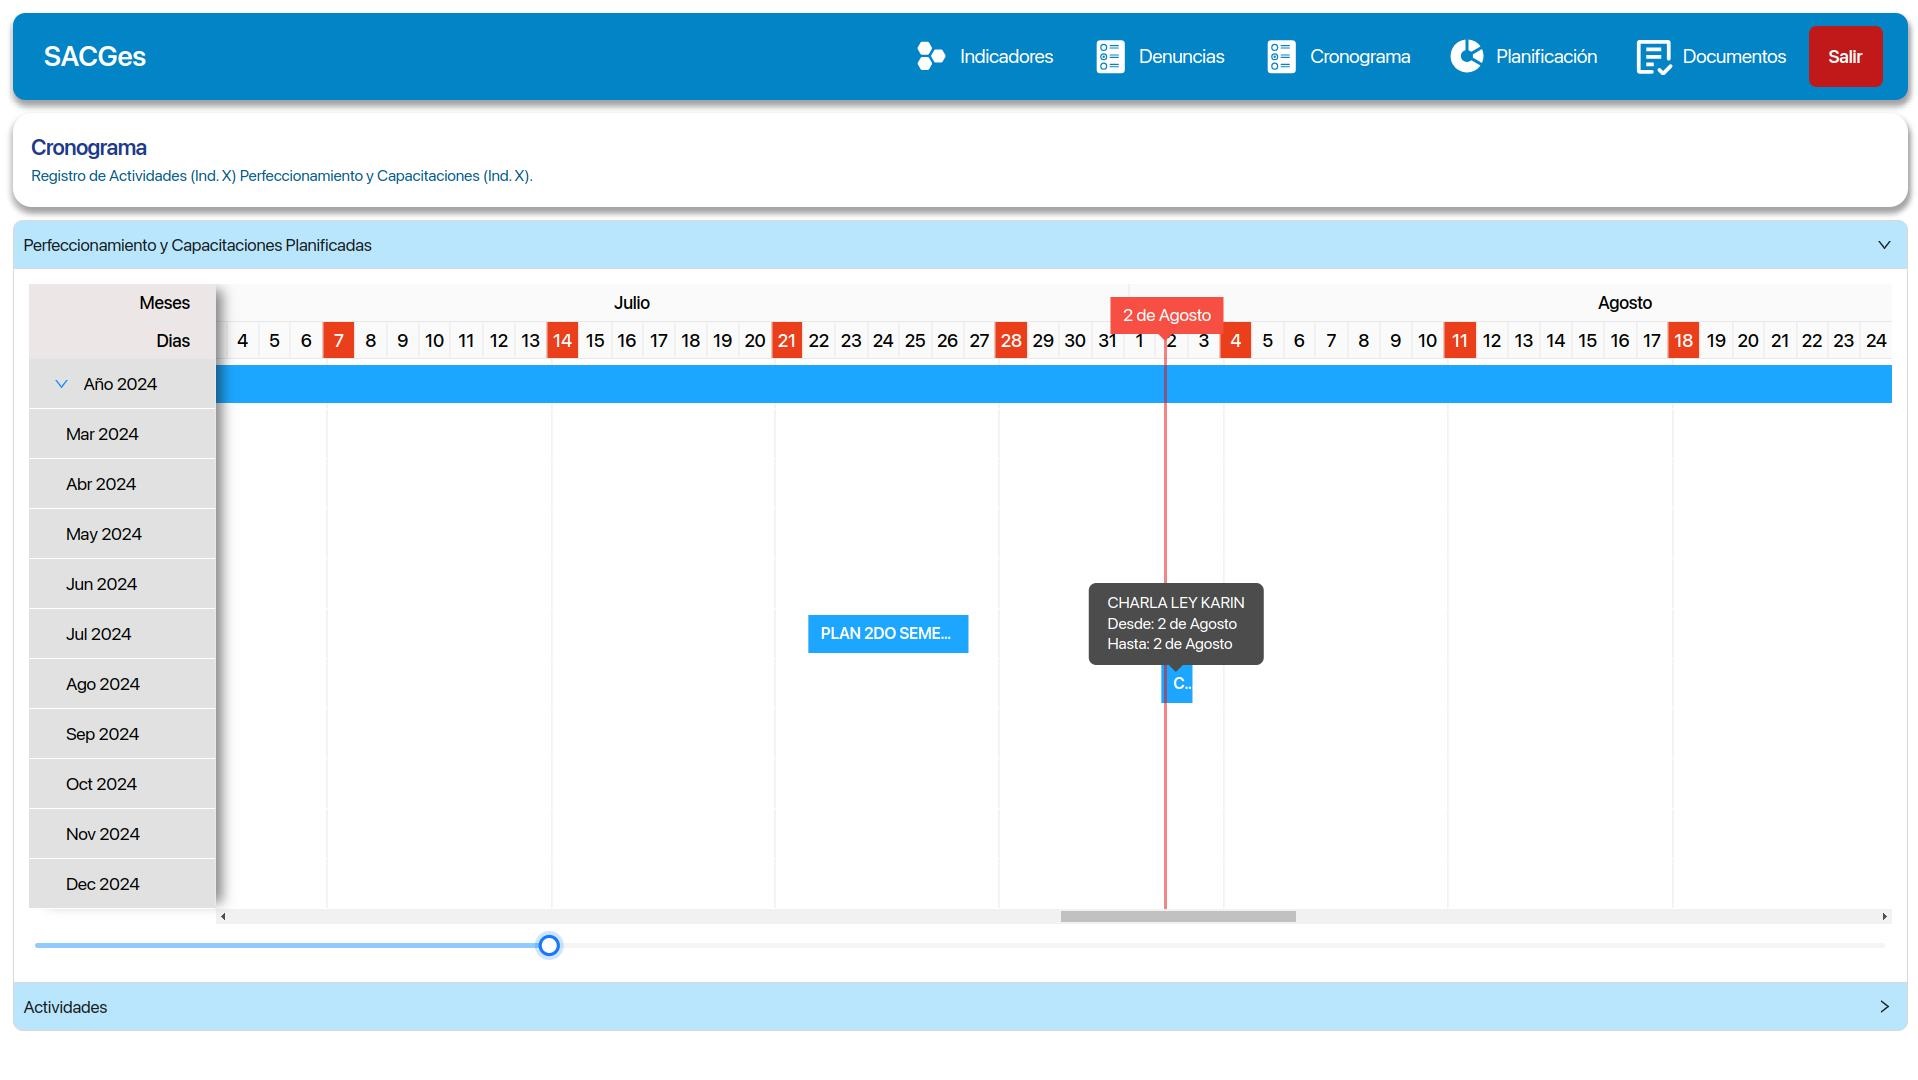 SACGes
Indicadores
Denuncias
Cronograma
Planificación
Documentos
Salir
Cronograma
Registro de Actividades (Ind. X) Perfeccionamiento y Capacitaciones (Ind. X).
Perfeccionamiento y Capacitaciones Planificadas
Meses
Julio
Agosto
2 de Agosto
Dias
4 5 6 7 8 9 10 11 12 13 14 15 16 17 18 19 20 21 22 23 24 25 26 27 28 29 30 31 1 2 3 4 5 6 7 8 9 10 11 12 13 14 15 16 17 18 19 20 21 22 23 24
Año 2024
Mar 2024
Abr 2024
May 2024
Jun 2024
CHARLA LEY KARIN
Desde: 2 de Agosto
Hasta: 2 de Agosto
Jul 2024
PLAN 2DO SEME...
Ago 2024
C...
Sep 2024
Oct 2024
Nov 2024
Dec 2024
Actividades